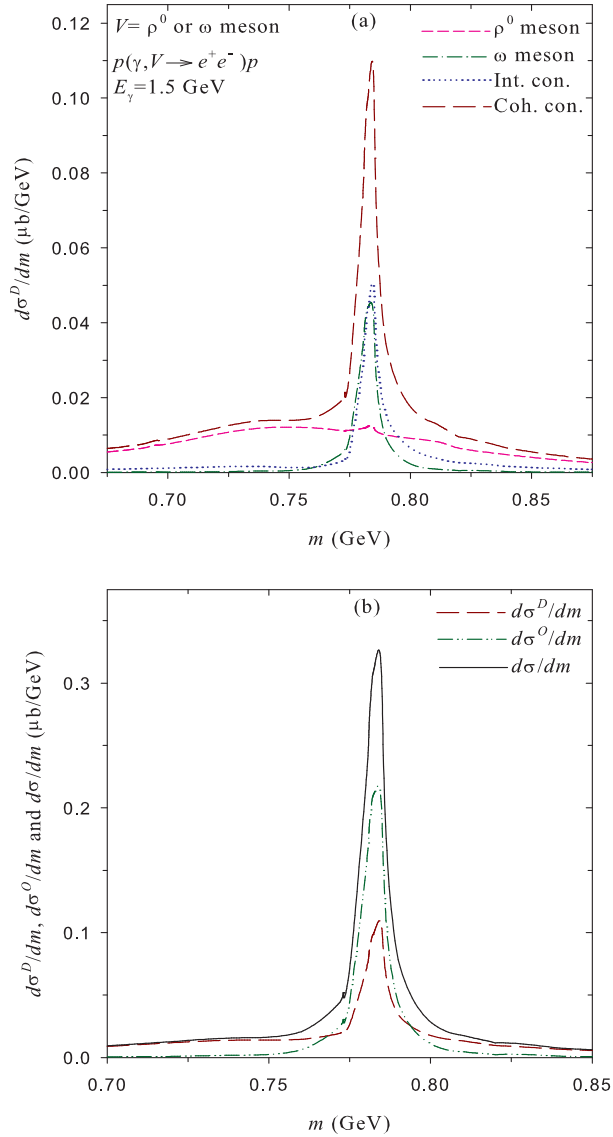 (a)
V= ρ⁰ or ω meson
p(γ,V→e⁺e⁻)p
E_γ=1.5 GeV
ρ⁰ meson
ω meson
Int. con.
Coh. con.
dσᴰ/dm (μb/GeV)
0.12
0.10
0.08
0.06
0.04
0.02
0.00
0.70
0.75
0.80
0.85
m (GeV)
(b)
dσᴰ/dm
dσᴼ/dm
dσ/dm
dσᴰ/dm, dσᴼ/dm and dσ/dm (μb/GeV)
0.3
0.2
0.1
0.0
0.70
0.75
0.80
0.85
m (GeV)